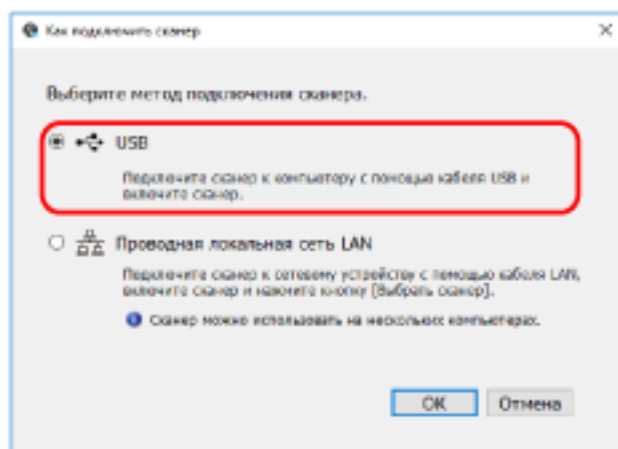 Как подключить сканер
Выберите метод подключения сканера.
USB
Подключите сканер к компьютеру с помощью кабеля USB и
включите сканер.
Проводная локальная сеть LAN
Подключите сканер к сетевому устройству с помощью кабеля LAN,
включите сканер и нажмите кнопку [Выбрать сканер].
Сканер можно использовать на нескольких компьютерах.
OK Отмена